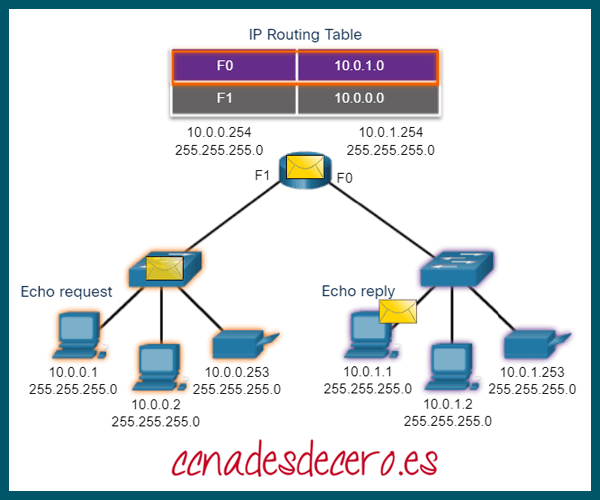 IP Routing Table
F0 10.0.1.0
F1 10.0.0.0
10.0.0.254 10.0.1.254
255.255.255.0 255.255.255.0
F1 F0
Echo request Echo reply
10.0.0.1 10.0.0.253 10.0.1.1 10.0.1.253
255.255.255.0 255.255.255.0 255.255.255.0 255.255.255.0
10.0.0.2 10.0.1.2
255.255.255.0 255.255.255.0
ccnadesdecero.es